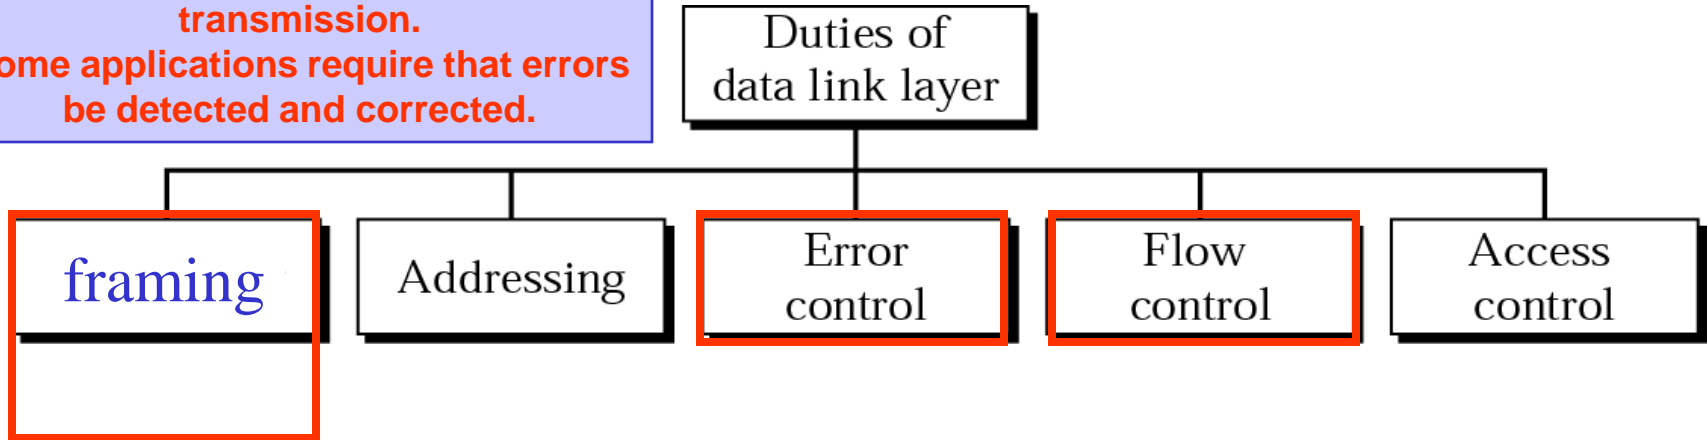 transmission.
ome applications require that errors
be detected and corrected.
Duties of
data link layer
framing
Addressing
Error
control
Flow
control
Access
control